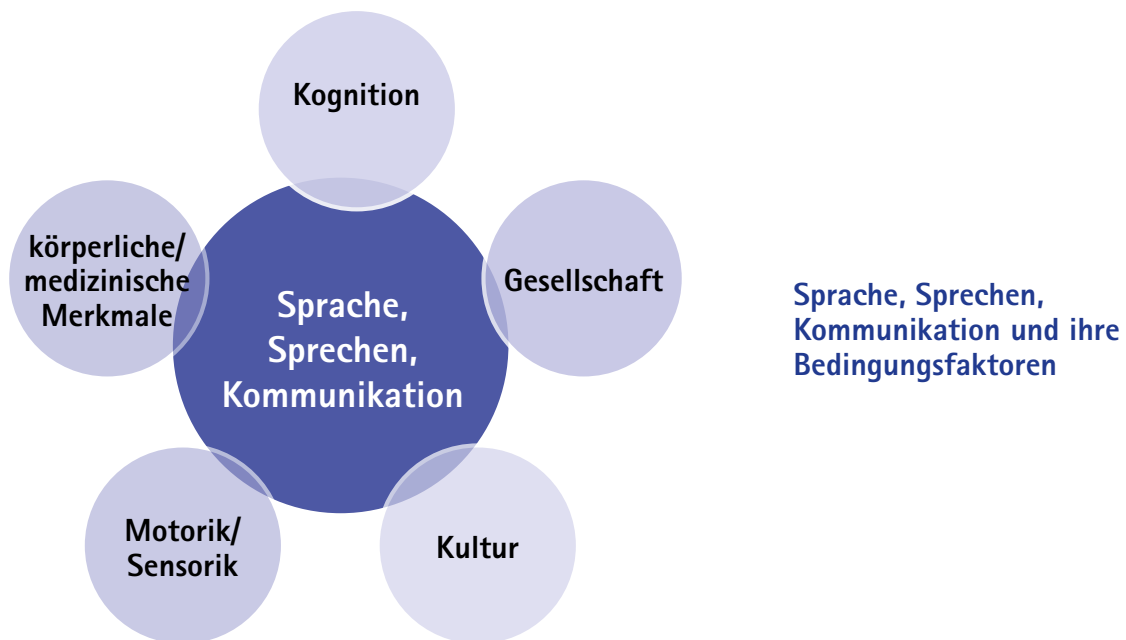 Kognition
körperliche/
medizinische
Merkmale
Gesellschaft
Sprache,
Sprechen,
Kommunikation
Motorik/
Sensorik
Kultur
Sprache, Sprechen,
Kommunikation und ihre
Bedingungsfaktoren